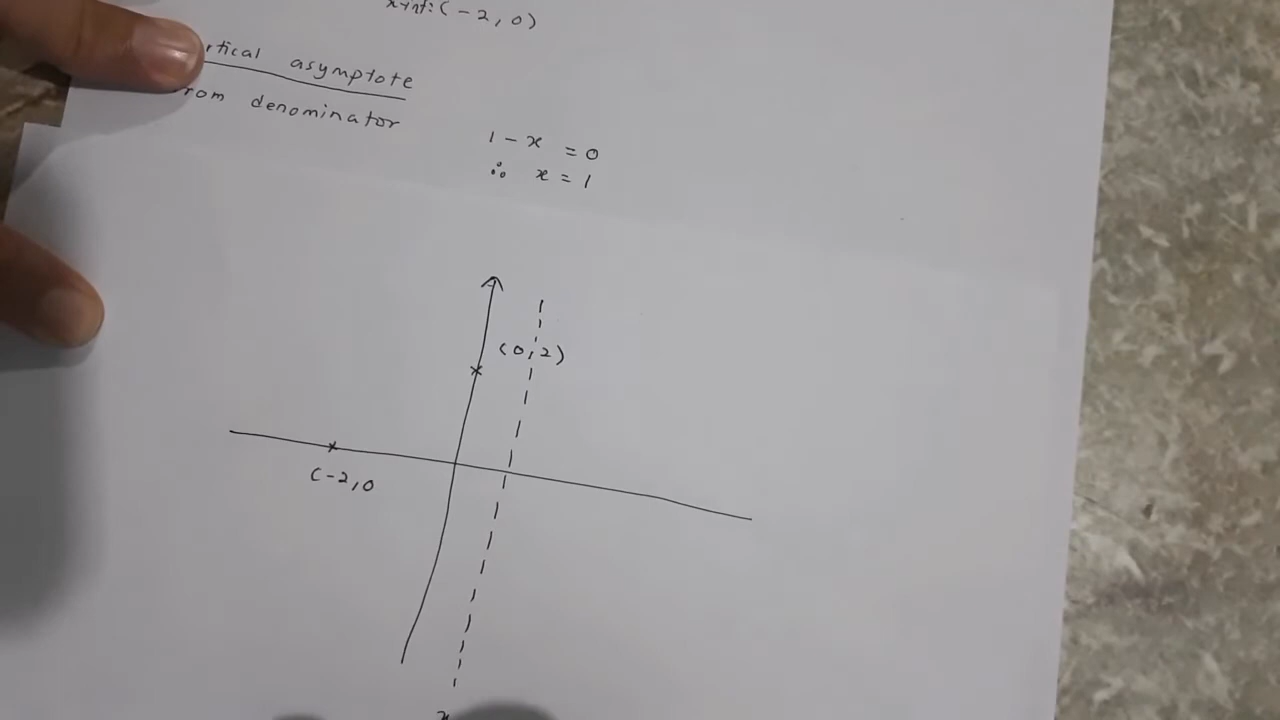 x-int: (-2, 0)
rtical asymptote
rom denominator
1 - x = 0
∴ x = 1
(0, 2)
(-2, 0
x